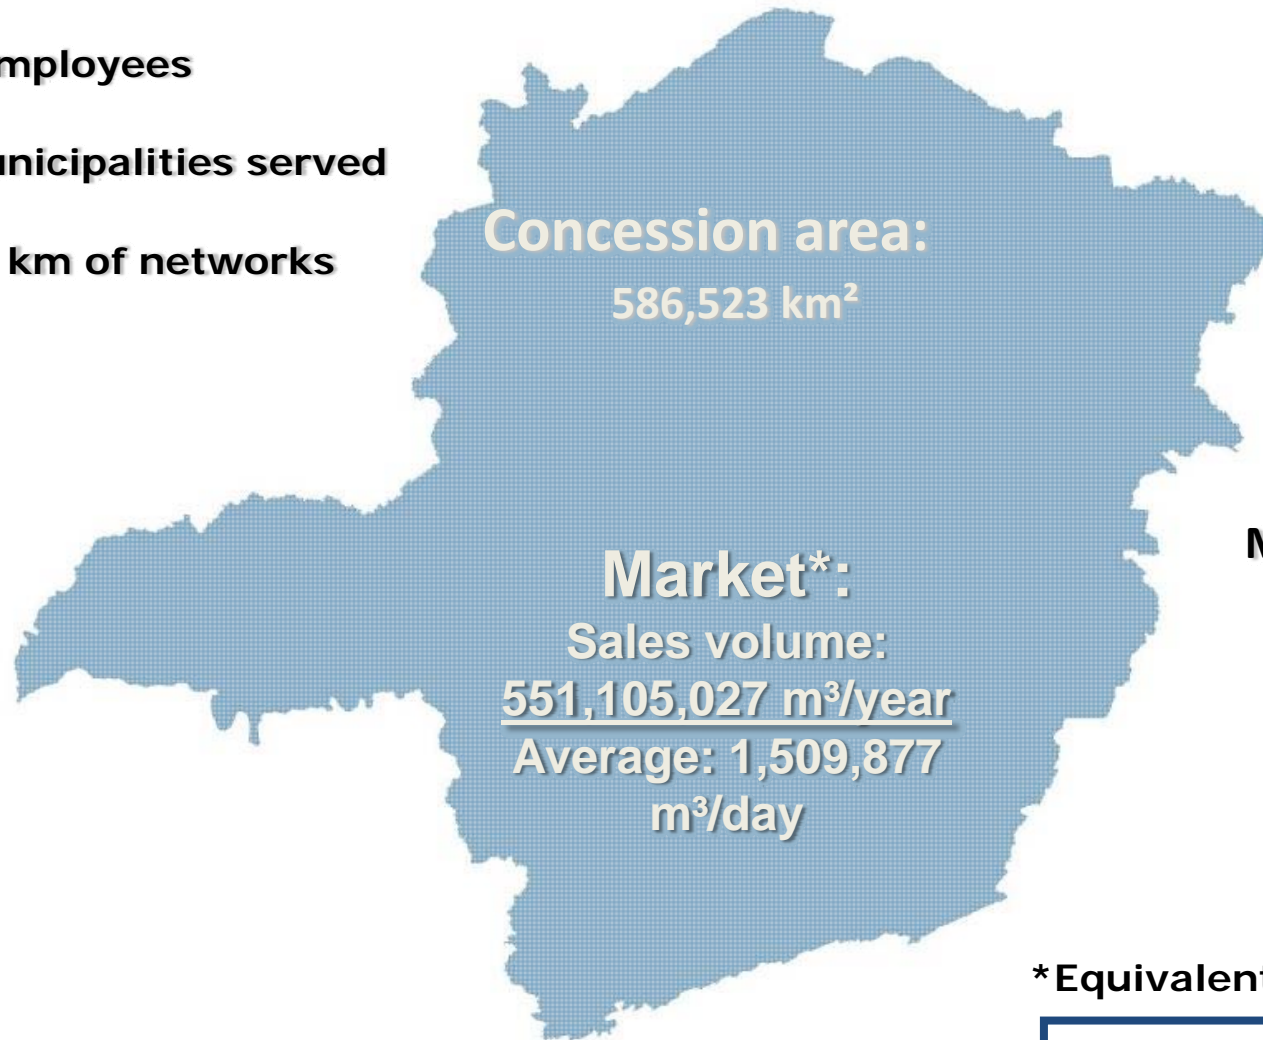 mployees
unicipalities served
km of networks
Concession area:
586,523 km²
Market*:
Sales volume:
551,105,027 m³/year
Average: 1,509,877
m³/day
M
*Equivalent